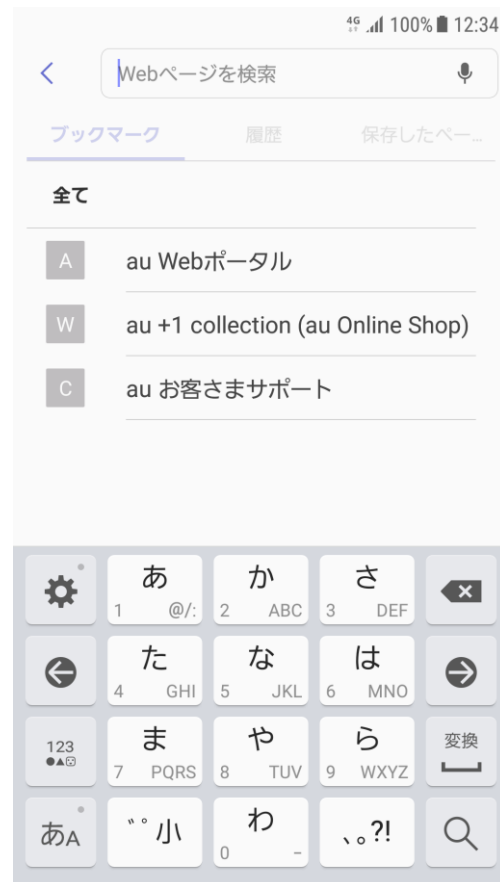 4G 100% 12:34
Webページを検索
ブックマーク 履歴 保存したペー...
全て
A au Webポータル
W au +1 collection (au Online Shop)
C au お客さまサポート
あ か さ
1 @/: 2 ABC 3 DEF
た な は
4 GHI 5 JKL 6 MNO
123 ま や ら 変換
7 PQRS 8 TUV 9 WXYZ
あA ゛゜小 わ 、。?!
0 -